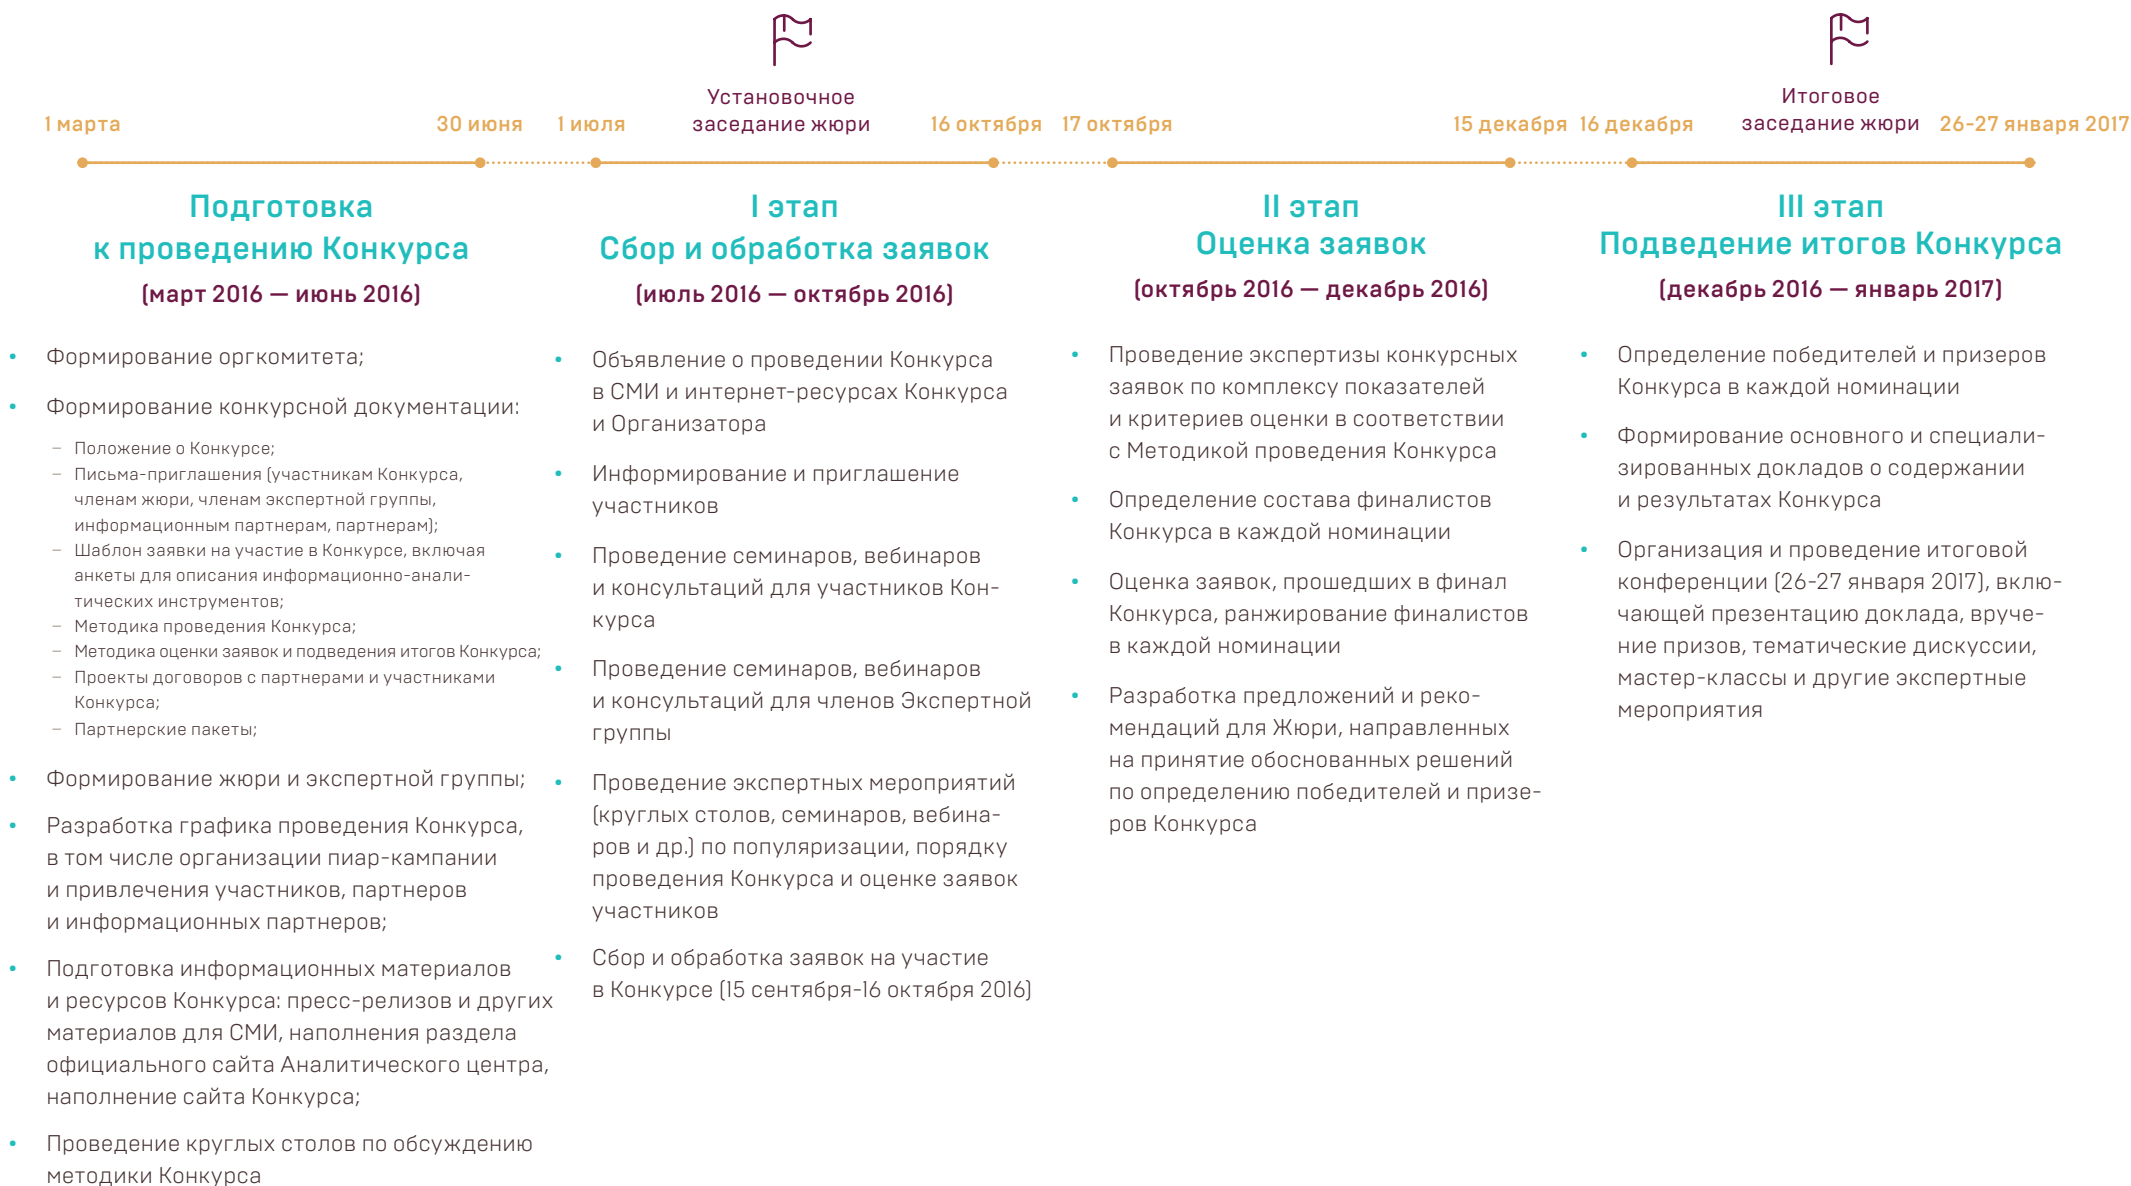 Установочное
заседание жюри
Итоговое
заседание жюри
1 марта
30 июня
1 июля
16 октября
17 октября
15 декабря
16 декабря
26-27 января 2017
Подготовка
к проведению Конкурса
(март 2016 — июнь 2016)
• Формирование оргкомитета;
• Формирование конкурсной документации:
– Положение о Конкурсе;
– Письма-приглашения (участникам Конкурса,
членам жюри, членам экспертной группы,
информационным партнерам, партнерам);
– Шаблон заявки на участие в Конкурсе, включая
анкеты для описания информационно-анали-
тических инструментов;
– Методика проведения Конкурса;
– Методика оценки заявок и подведения итогов Конкурса;
– Проекты договоров с партнерами и участниками
Конкурса;
– Партнерские пакеты;
• Формирование жюри и экспертной группы;
• Разработка графика проведения Конкурса,
в том числе организации пиар-кампании
и привлечения участников, партнеров
и информационных партнеров;
• Подготовка информационных материалов
и ресурсов Конкурса: пресс-релизов и других
материалов для СМИ, наполнения раздела
официального сайта Аналитического центра,
наполнение сайта Конкурса;
• Проведение круглых столов по обсуждению
методики Конкурса
I этап
Сбор и обработка заявок
(июль 2016 — октябрь 2016)
• Объявление о проведении Конкурса
в СМИ и интернет-ресурсах Конкурса
и Организатора
• Информирование и приглашение
участников
• Проведение семинаров, вебинаров
и консультаций для участников Кон-
курса
• Проведение семинаров, вебинаров
и консультаций для членов Экспертной
группы
• Проведение экспертных мероприятий
(круглых столов, семинаров, вебина-
ров и др.) по популяризации, порядку
проведения Конкурса и оценке заявок
участников
• Сбор и обработка заявок на участие
в Конкурсе (15 сентября-16 октября 2016)
II этап
Оценка заявок
(октябрь 2016 — декабрь 2016)
• Проведение экспертизы конкурсных
заявок по комплексу показателей
и критериев оценки в соответствии
с Методикой проведения Конкурса
• Определение состава финалистов
Конкурса в каждой номинации
• Оценка заявок, прошедших в финал
Конкурса, ранжирование финалистов
в каждой номинации
• Разработка предложений и реко-
мендаций для Жюри, направленных
на принятие обоснованных решений
по определению победителей и призе-
ров Конкурса
III этап
Подведение итогов Конкурса
(декабрь 2016 — январь 2017)
• Определение победителей и призеров
Конкурса в каждой номинации
• Формирование основного и специали-
зированных докладов о содержании
и результатах Конкурса
• Организация и проведение итоговой
конференции (26-27 января 2017), вклю-
чающей презентацию доклада, вруче-
ние призов, тематические дискуссии,
мастер-классы и другие экспертные
мероприятия